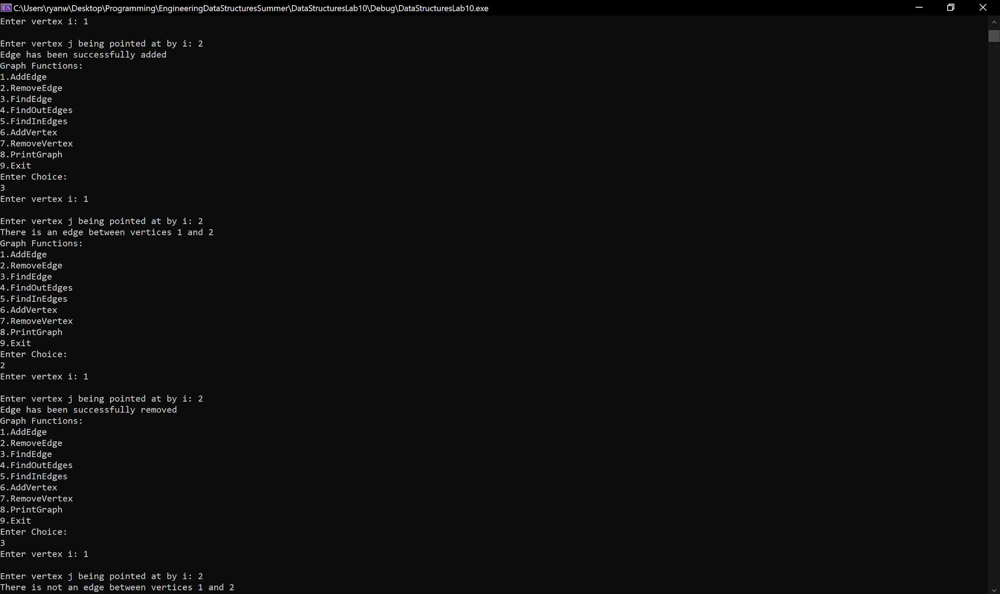 C:\Users\ryanw\Desktop\Programming\EngineeringDataStructuresSummer\DataStructuresLab10\Debug\DataStructuresLab10.exe
Enter vertex i: 1
Enter vertex j being pointed at by i: 2
Edge has been successfully added
Graph Functions:
1.AddEdge
2.RemoveEdge
3.FindEdge
4.FindOutEdges
5.FindInEdges
6.AddVertex
7.RemoveVertex
8.PrintGraph
9.Exit
Enter Choice:
3
Enter vertex i: 1
Enter vertex j being pointed at by i: 2
There is an edge between vertices 1 and 2
Graph Functions:
1.AddEdge
2.RemoveEdge
3.FindEdge
4.FindOutEdges
5.FindInEdges
6.AddVertex
7.RemoveVertex
8.PrintGraph
9.Exit
Enter Choice:
2
Enter vertex i: 1
Enter vertex j being pointed at by i: 2
Edge has been successfully removed
Graph Functions:
1.AddEdge
2.RemoveEdge
3.FindEdge
4.FindOutEdges
5.FindInEdges
6.AddVertex
7.RemoveVertex
8.PrintGraph
9.Exit
Enter Choice:
3
Enter vertex i: 1
Enter vertex j being pointed at by i: 2
There is not an edge between vertices 1 and 2